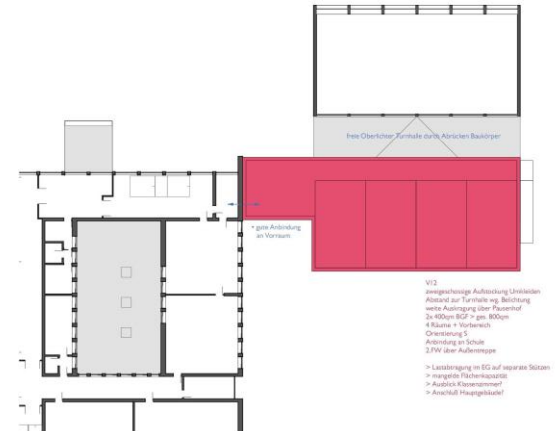 freie Oberlichter Turnhalle durch Abrücken Baukörper
+ gute Anbindung
an Vorraum
V12
zweigeschossige Aufstockung Umkleiden
Abstand zur Turnhalle wg. Belichtung
weite Auskragung über Pausenhof
2x 400qm BGF > ges. 800qm
4 Räume + Vorbereich
Orientierung S
Anbindung an Schule
2.FW über Außentreppe
> Lastabtragung im EG auf separate Stützen
> mangelde Flächenkapazität
> Ausblick Klassenzimmer?
> Anschluß Hauptgebäude?